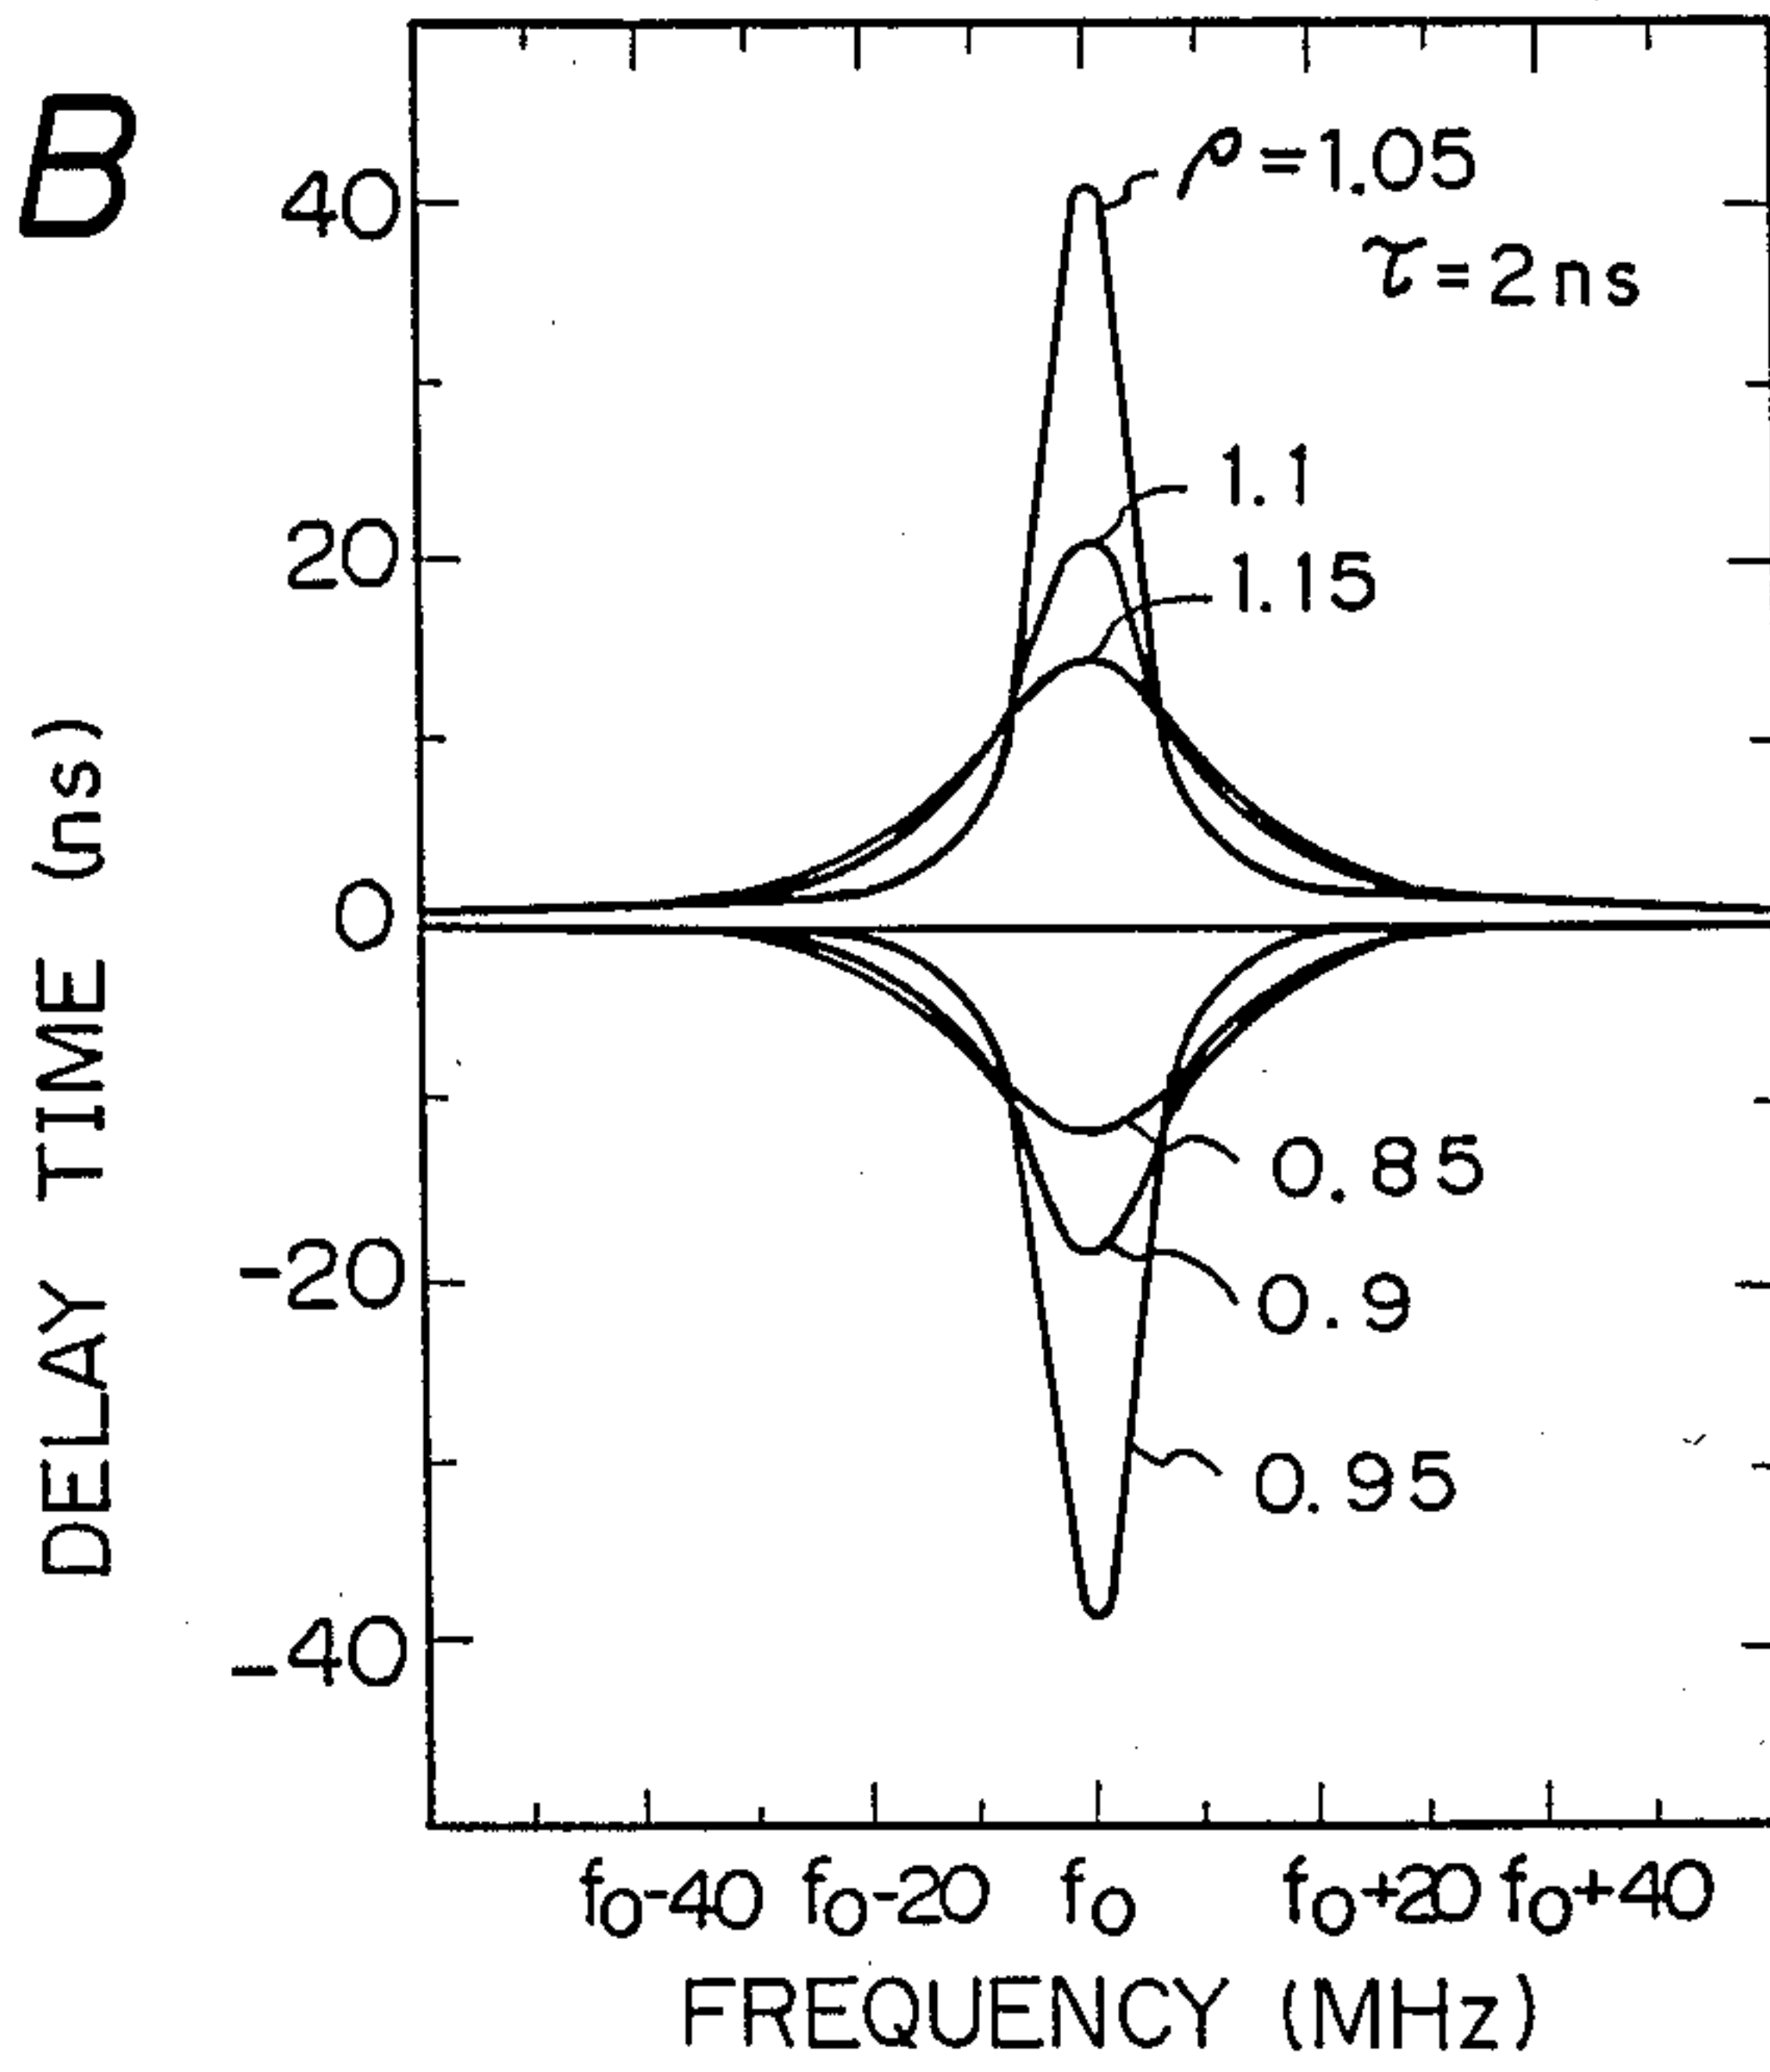 B
40
20
0
-20
-40
DELAY TIME (ns)
ρ=1.05
τ=2ns
1.1
1.15
0.85
0.9
0.95
f0-40 f0-20 f0 f0+20 f0+40
FREQUENCY (MHz)